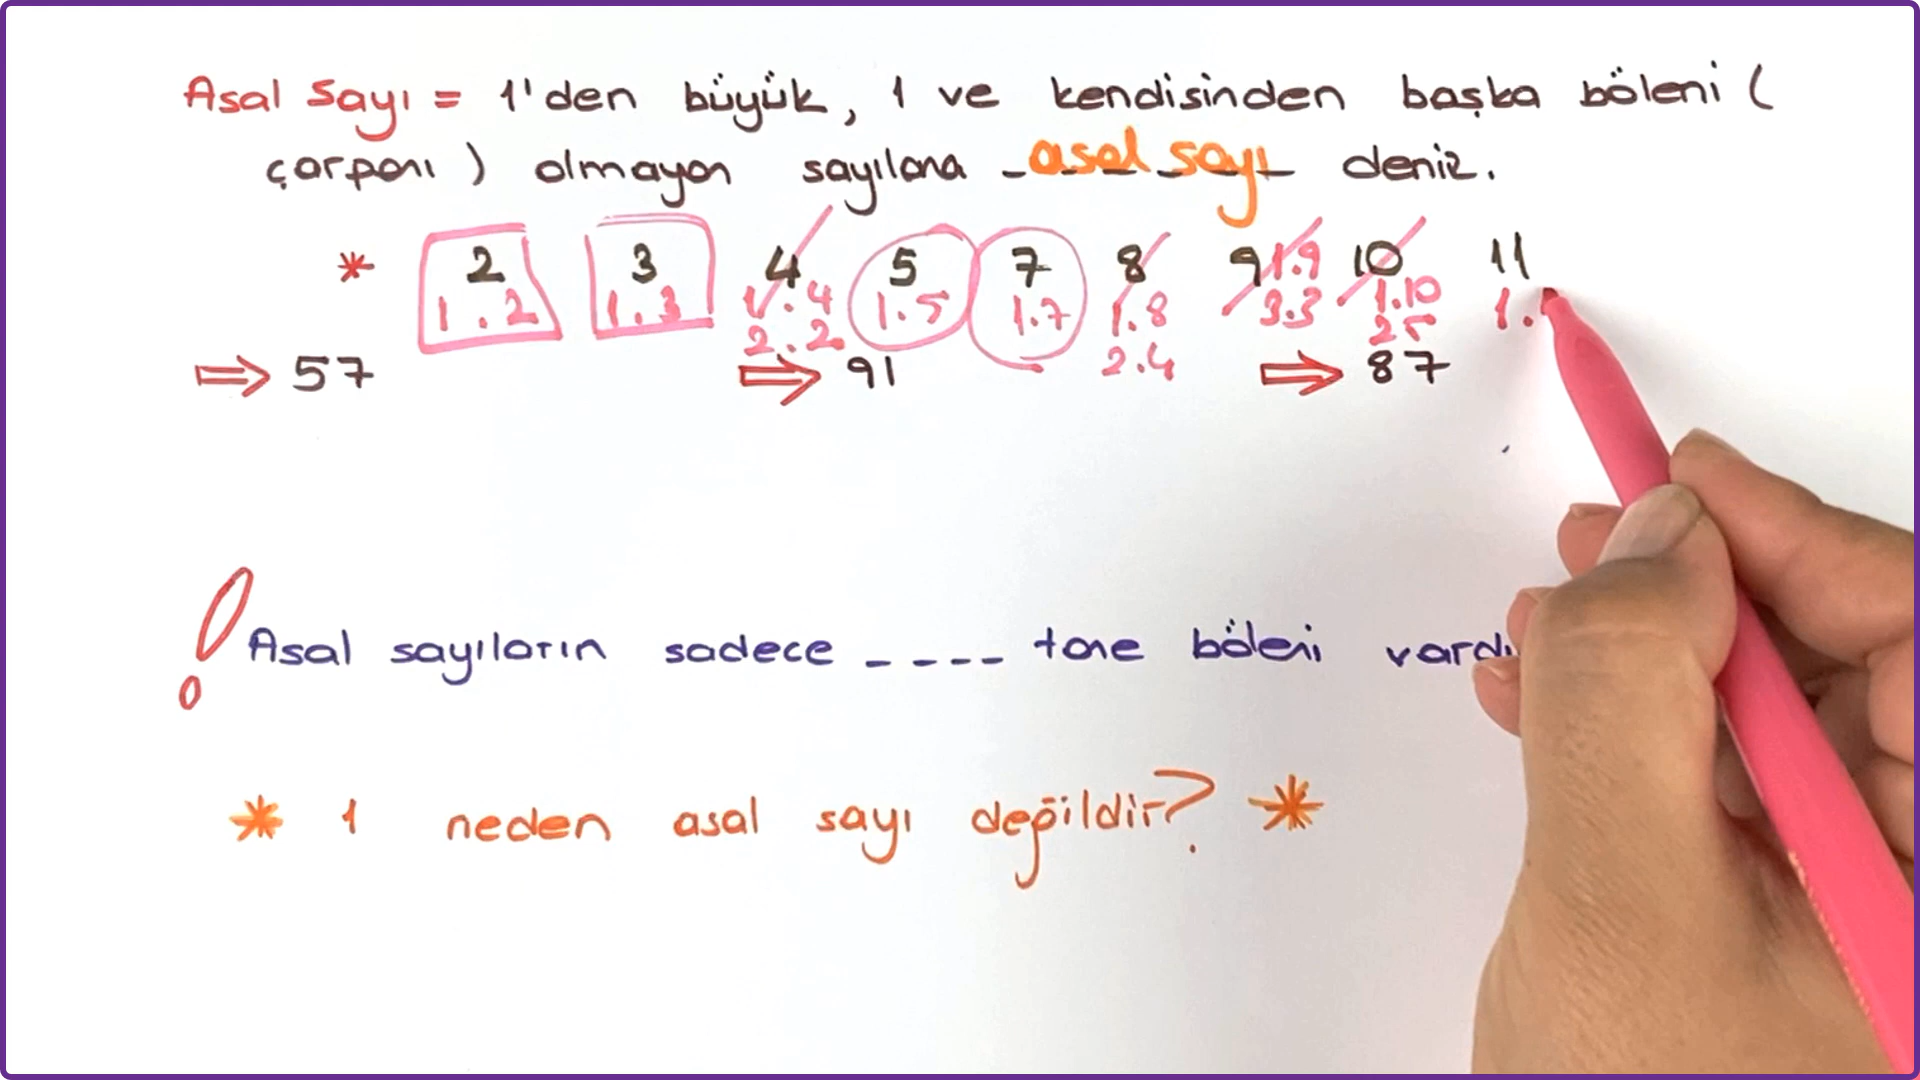 Asal Sayı = 1'den büyük, 1 ve kendisinden başka böleni (
çarpanı) olmayan sayılara _asal sayı_ deniz.
* 2 3 4 5 7 8 9 1.9 10 11
1.2 1.3 1.4 1.5 1.7 1.8 3.3 1.10 1.
2.2 2.4 2 5
⇒ 57 ⇒ 91 ⇒ 87
! Asal sayıların sadece _ _ _ _ tane böleni vardı
* 1 neden asal sayı değildir? *